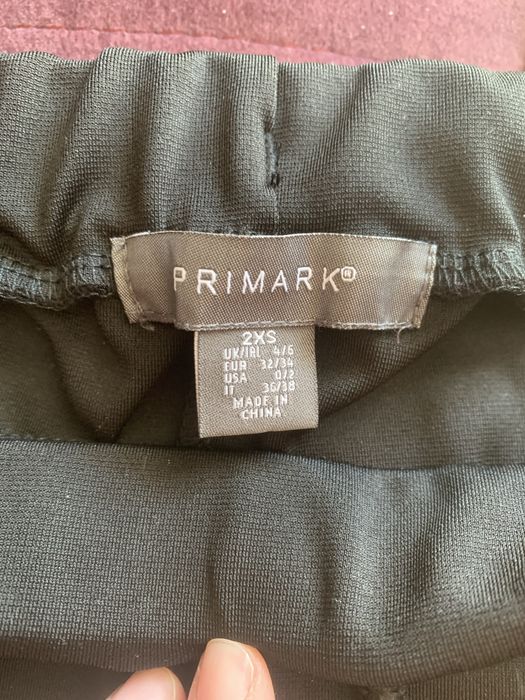 PRIMARK®
2XS
UK/IRL 4/6
EUR 32/34
USA 0/2
IT 36/38
MADE IN
CHINA